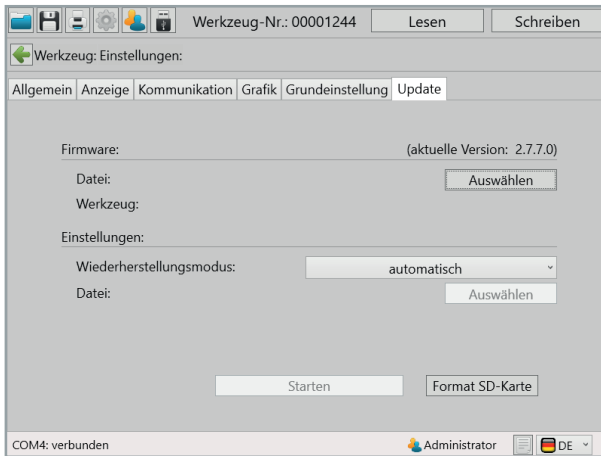 Werkzeug-Nr.: 00001244 Lesen Schreiben
Werkzeug: Einstellungen:
Allgemein Anzeige Kommunikation Grafik Grundeinstellung Update
Firmware: (aktuelle Version: 2.7.7.0)
Datei: Auswählen
Werkzeug:
Einstellungen:
Wiederherstellungsmodus: automatisch
Datei: Auswählen
Starten Format SD-Karte
COM4: verbunden Administrator DE